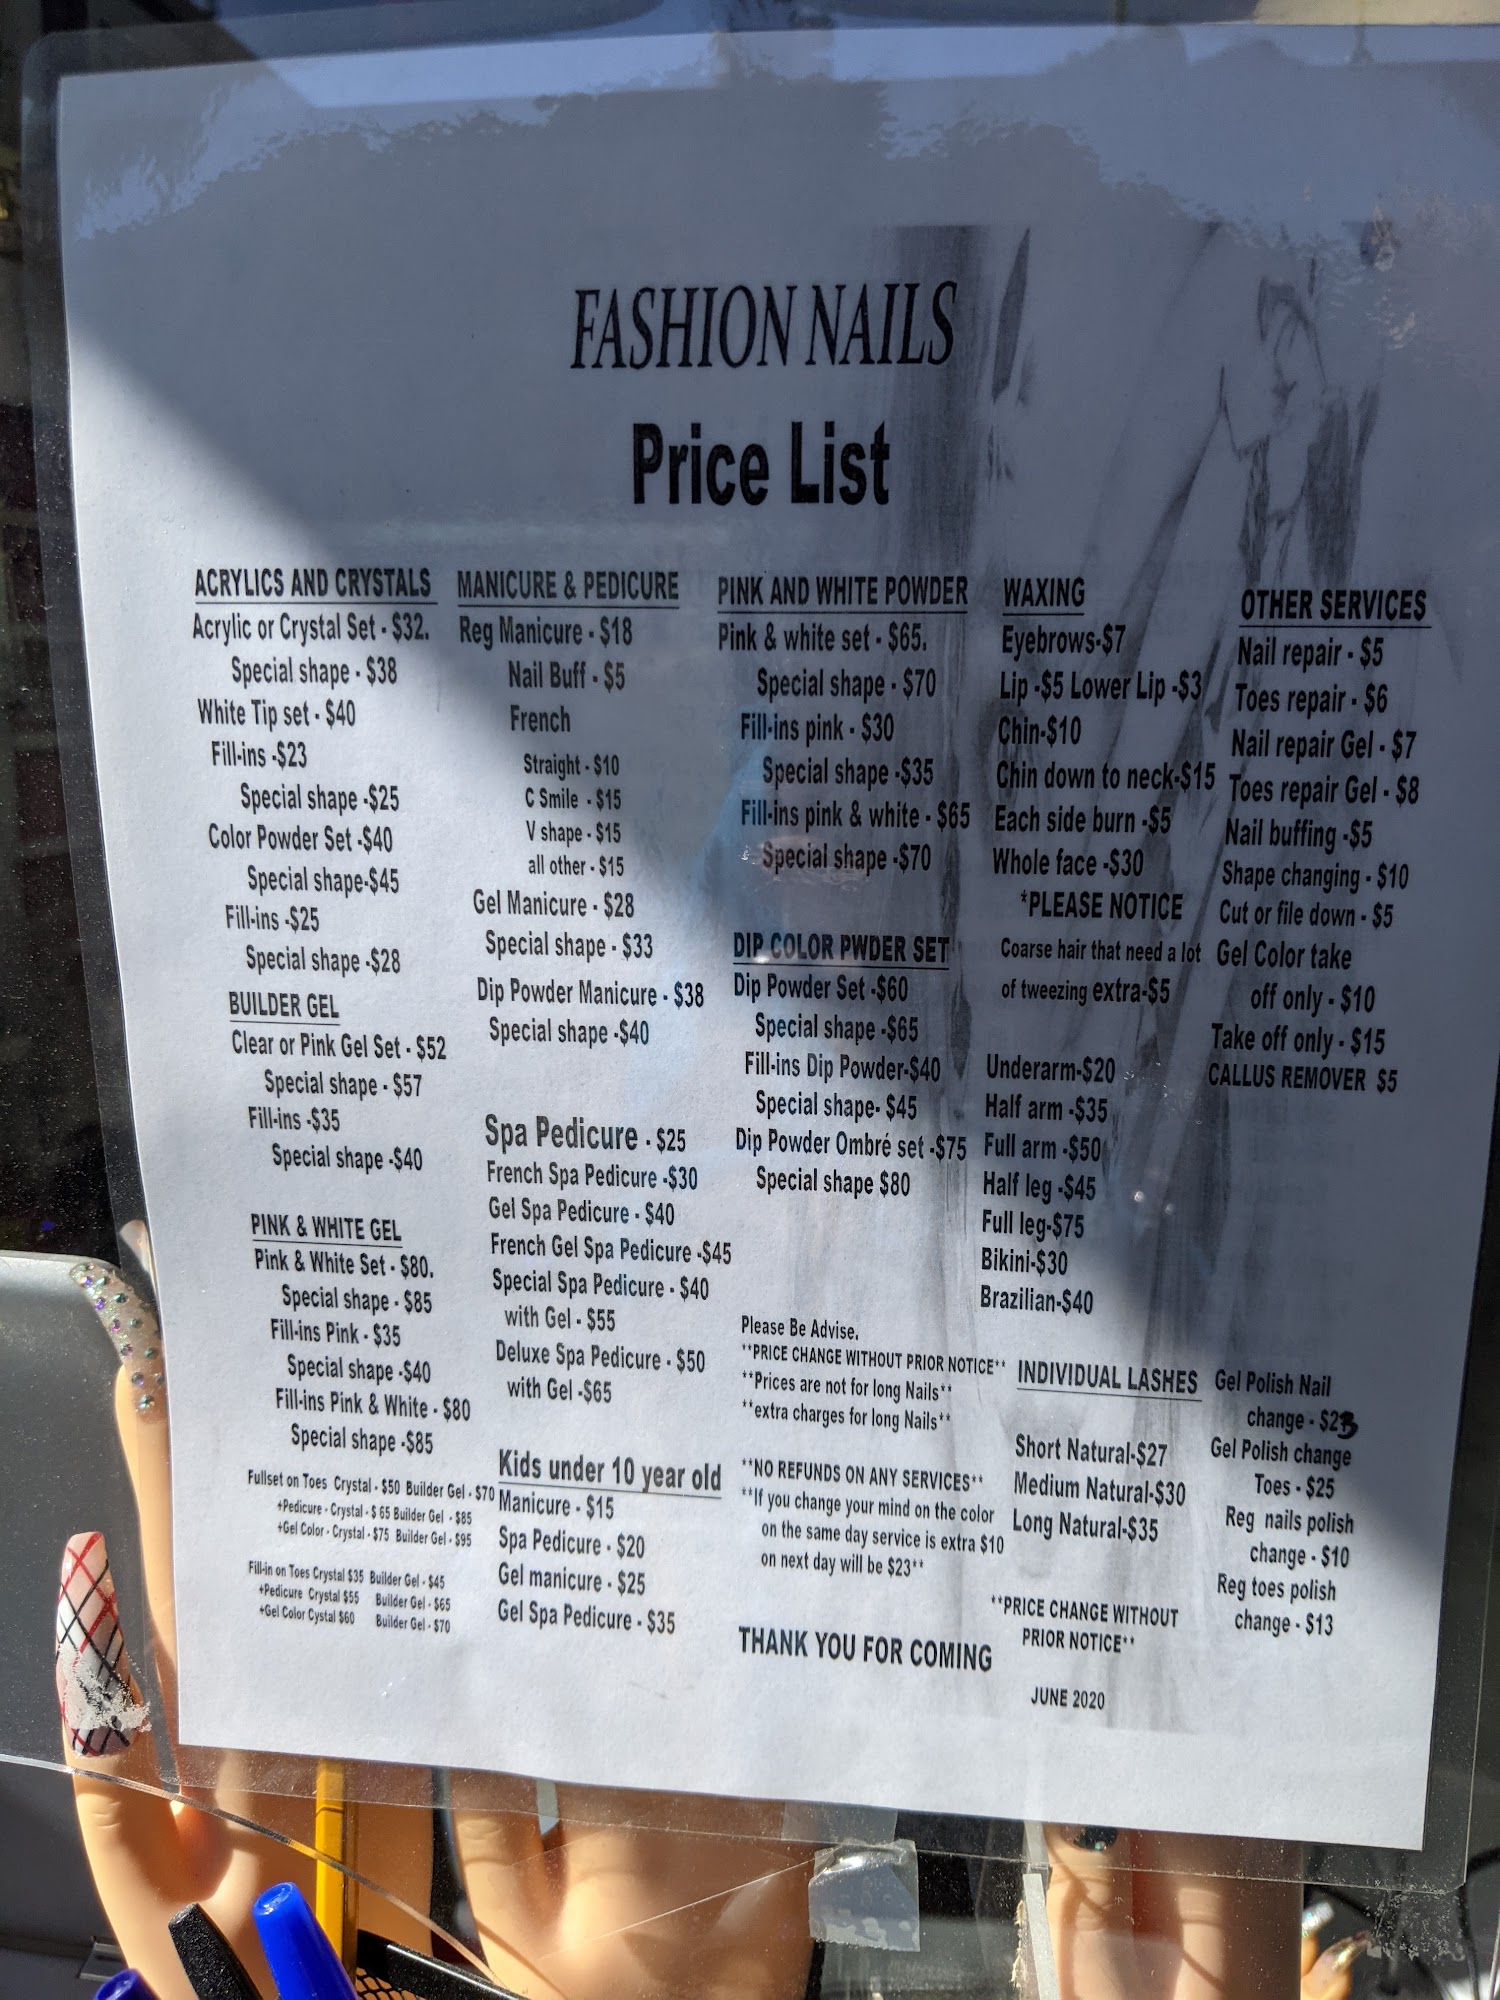 FASHION NAILS
Price List
ACRYLICS AND CRYSTALS
Acrylic or Crystal Set - $32.
Special shape - $38
White Tip set - $40
Fill-ins -$23
Special shape -$25
Color Powder Set -$40
Special shape-$45
Fill-ins -$25
Special shape -$28
BUILDER GEL
Clear or Pink Gel Set - $52
Special shape - $57
Fill-ins -$35
Special shape -$40
PINK & WHITE GEL
Pink & White Set - $80.
Special shape - $85
Fill-ins Pink - $35
Special shape -$40
Fill-ins Pink & White - $80
Special shape -$85
Fullset on Toes Crystal - $50 Builder Gel - $70
+Pedicure - Crystal - $ 65 Builder Gel - $85
+Gel Color - Crystal - $75 Builder Gel - $95
Fill-in on Toes Crystal $35 Builder Gel - $45
+Pedicure Crystal $55 Builder Gel - $65
+Gel Color Cystal $60 Builder Gel - $70
MANICURE & PEDICURE
Reg Manicure - $18
Nail Buff - $5
French
Straight - $10
C Smile - $15
V shape - $15
all other - $15
Gel Manicure - $28
Special shape - $33
Dip Powder Manicure - $38
Special shape -$40
Spa Pedicure - $25
French Spa Pedicure -$30
Gel Spa Pedicure - $40
French Gel Spa Pedicure -$45
Special Spa Pedicure - $40
with Gel - $55
Deluxe Spa Pedicure - $50
with Gel -$65
Kids under 10 year old
Manicure - $15
Spa Pedicure - $20
Gel manicure - $25
Gel Spa Pedicure - $35
PINK AND WHITE POWDER
Pink & white set - $65.
Special shape - $70
Fill-ins pink - $30
Special shape -$35
Fill-ins pink & white - $65
Special shape -$70
DIP COLOR PWDER SET
Dip Powder Set -$60
Special shape -$65
Fill-ins Dip Powder-$40
Special shape- $45
Dip Powder Ombré set -$75
Special shape $80
Please Be Advise.
**PRICE CHANGE WITHOUT PRIOR NOTICE**
**Prices are not for long Nails**
**extra charges for long Nails**
**NO REFUNDS ON ANY SERVICES**
**If you change your mind on the color
on the same day service is extra $10
on next day will be $23**
THANK YOU FOR COMING
WAXING
Eyebrows-$7
Lip -$5 Lower Lip -$3
Chin-$10
Chin down to neck-$15
Each side burn -$5
Whole face -$30
*PLEASE NOTICE
Coarse hair that need a lot
of tweezing extra-$5
Underarm-$20
Half arm -$35
Full arm -$50
Half leg -$45
Full leg-$75
Bikini-$30
Brazilian-$40
INDIVIDUAL LASHES
Short Natural-$27
Medium Natural-$30
Long Natural-$35
**PRICE CHANGE WITHOUT
PRIOR NOTICE**
JUNE 2020
OTHER SERVICES
Nail repair - $5
Toes repair - $6
Nail repair Gel - $7
Toes repair Gel - $8
Nail buffing -$5
Shape changing - $10
Cut or file down - $5
Gel Color take
off only - $10
Take off only - $15
CALLUS REMOVER $5
Gel Polish Nail
change - $23
Gel Polish change
Toes - $25
Reg nails polish
change - $10
Reg toes polish
change - $13